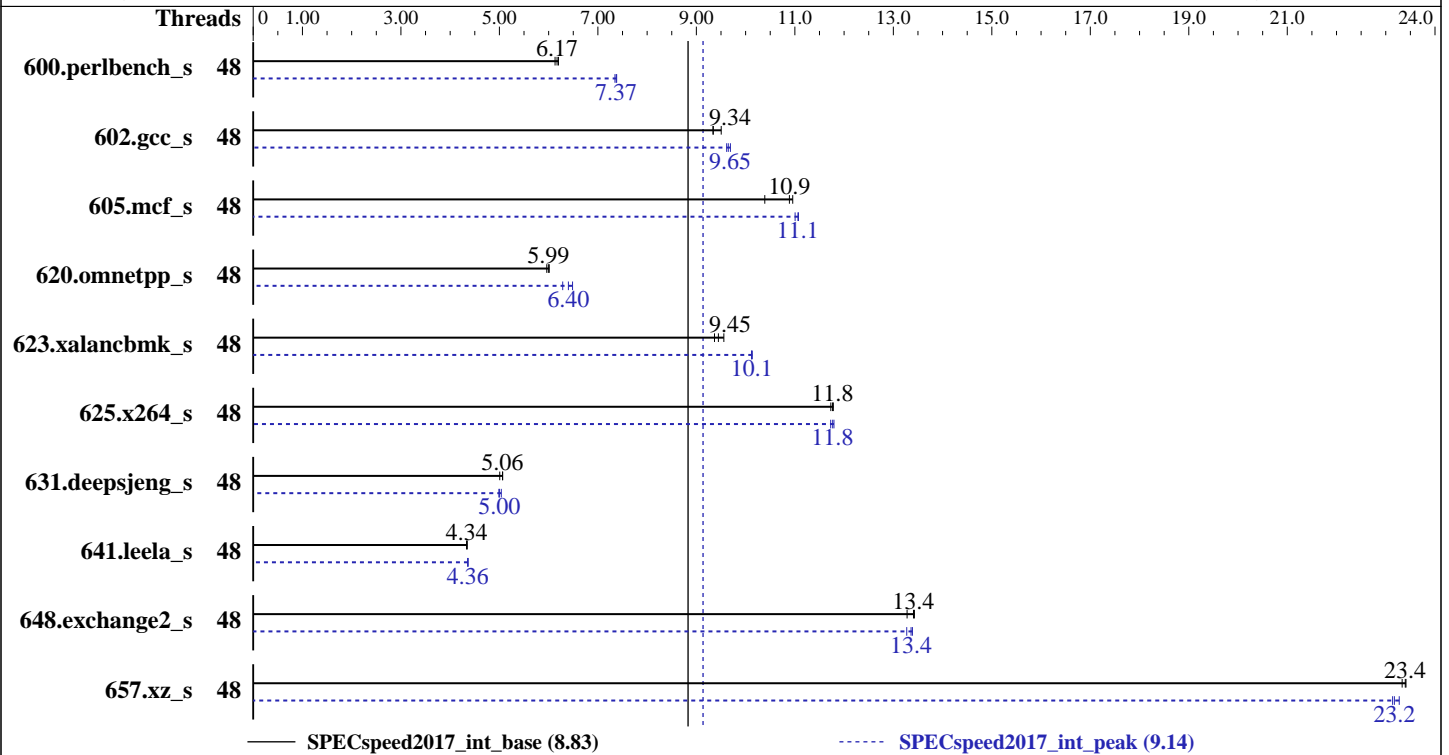 Threads 0 1.00 3.00 5.00 7.00 9.00 11.0 13.0 15.0 17.0 19.0 21.0 24.0
6.17
600.perlbench_s 48
7.37
9.34
602.gcc_s 48
9.65
10.9
605.mcf_s 48
11.1
5.99
620.omnetpp_s 48
6.40
9.45
623.xalancbmk_s 48
10.1
11.8
625.x264_s 48
11.8
5.06
631.deepsjeng_s 48
5.00
4.34
641.leela_s 48
4.36
13.4
648.exchange2_s 48
13.4
23.4
657.xz_s 48
23.2
SPECspeed2017_int_base (8.83) SPECspeed2017_int_peak (9.14)